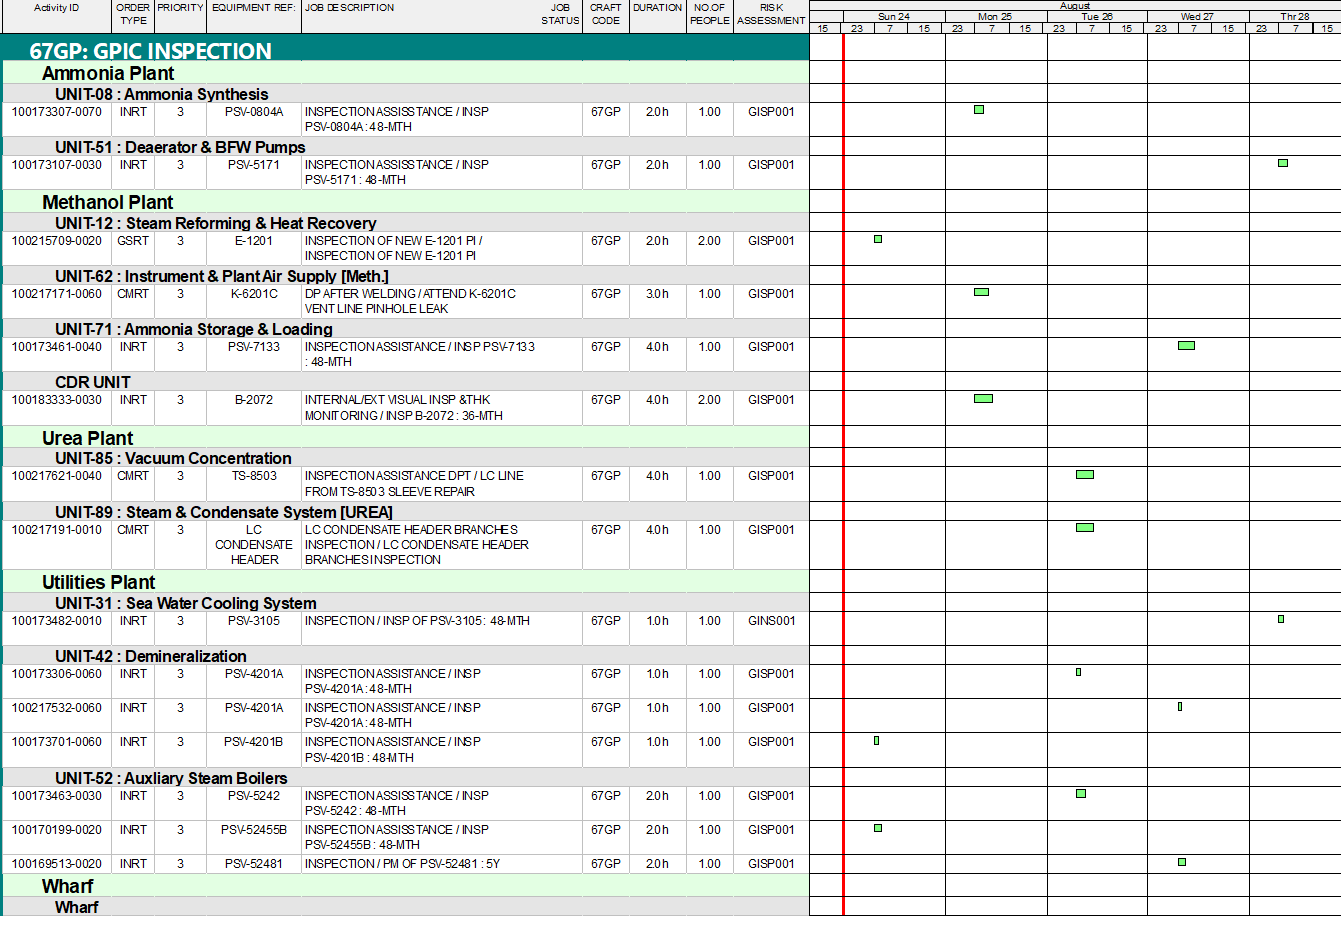 Activity ID ORDER TYPE PRIORITY EQUIPMENT REF: JOB DESCRIPTION JOB STATUS CRAFT CODE DURATION NO.OF PEOPLE RISK ASSESSMENT
August
Sun 24 Mon 25 Tue 26 Wed 27 Thr 28
15 23 7 15 23 7 15 23 7 15 23 7 15 23 7 15
67GP: GPIC INSPECTION
Ammonia Plant
UNIT-08 : Ammonia Synthesis
100173307-0070 INRT 3 PSV-0804A INSPECTION ASSISSTANCE / INSP 67GP 2.0 h 1.00 GISP001
PSV-0804A : 48-MTH
UNIT-51 : Deaerator & BFW Pumps
100173107-0030 INRT 3 PSV-5171 INSPECTION ASSISSTANCE / INSP 67GP 2.0 h 1.00 GISP001
PSV-5171 : 48-MTH
Methanol Plant
UNIT-12 : Steam Reforming & Heat Recovery
100215709-0020 GSRT 3 E-1201 INSPECTION OF NEW E-1201 PI / 67GP 2.0 h 2.00 GISP001
INSPECTION OF NEW E-1201 PI
UNIT-62 : Instrument & Plant Air Supply [Meth.]
100217171-0060 CMRT 3 K-6201C DP AFTER WELDING / ATTEND K-6201C 67GP 3.0 h 1.00 GISP001
VENT LINE PINHOLE LEAK
UNIT-71 : Ammonia Storage & Loading
100173461-0040 INRT 3 PSV-7133 INSPECTION ASSISTANCE / INSP PSV-7133 67GP 4.0 h 1.00 GISP001
: 48-MTH
CDR UNIT
100183333-0030 INRT 3 B-2072 INTERNAL/EXT VISUAL INSP & THK 67GP 4.0 h 2.00 GISP001
MONITORING / INSP B-2072 : 36-MTH
Urea Plant
UNIT-85 : Vacuum Concentration
100217621-0040 CMRT 3 TS-8503 INSPECTION ASSISTANCE DPT / LC LINE 67GP 4.0 h 1.00 GISP001
FROM TS-8503 SLEEVE REPAIR
UNIT-89 : Steam & Condensate System [UREA]
100217191-0010 CMRT 3 LC LC CONDENSATE HEADER BRANCHES 67GP 4.0 h 1.00 GISP001
CONDENSATE INSPECTION / LC CONDENSATE HEADER
HEADER BRANCHES INSPECTION
Utilities Plant
UNIT-31 : Sea Water Cooling System
100173482-0010 INRT 3 PSV-3105 INSPECTION / INSP OF PSV-3105 : 48-MTH 67GP 1.0 h 1.00 GINS001
UNIT-42 : Demineralization
100173306-0060 INRT 3 PSV-4201A INSPECTION ASSISTANCE / INSP 67GP 1.0 h 1.00 GISP001
PSV-4201A : 48-MTH
100217532-0060 INRT 3 PSV-4201A INSPECTION ASSISTANCE / INSP 67GP 1.0 h 1.00 GISP001
PSV-4201A : 48-MTH
100173701-0060 INRT 3 PSV-4201B INSPECTION ASSISTANCE / INSP 67GP 1.0 h 1.00 GISP001
PSV-4201B : 48-MTH
UNIT-52 : Auxliary Steam Boilers
100173463-0030 INRT 3 PSV-5242 INSPECTION ASSISSTANCE / INSP 67GP 2.0 h 1.00 GISP001
PSV-5242 : 48-MTH
100170199-0020 INRT 3 PSV-52455B INSPECTION ASSISSTANCE / INSP 67GP 2.0 h 1.00 GISP001
PSV-52455B : 48-MTH
100169513-0020 INRT 3 PSV-52481 INSPECTION / PM OF PSV-52481 : 5Y 67GP 2.0 h 1.00 GISP001
Wharf
Wharf